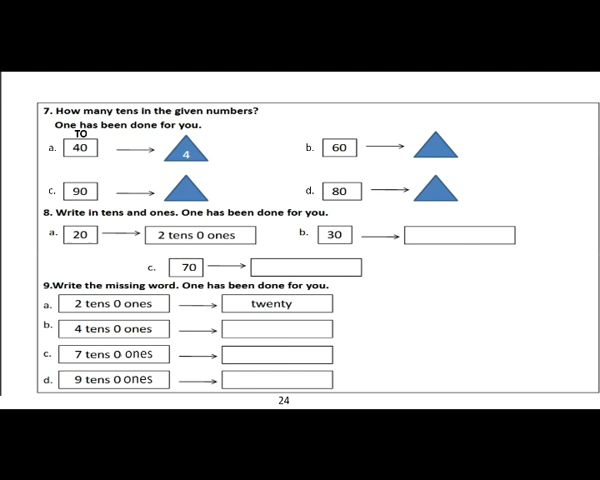 7. How many tens in the given numbers?
One has been done for you.
TO
a. 40 4 b. 60
c. 90 d. 80
8. Write in tens and ones. One has been done for you.
a. 20 2 tens 0 ones b. 30
c. 70
9.Write the missing word. One has been done for you.
a. 2 tens 0 ones twenty
b. 4 tens 0 ones
c. 7 tens 0 ones
d. 9 tens 0 ones
24